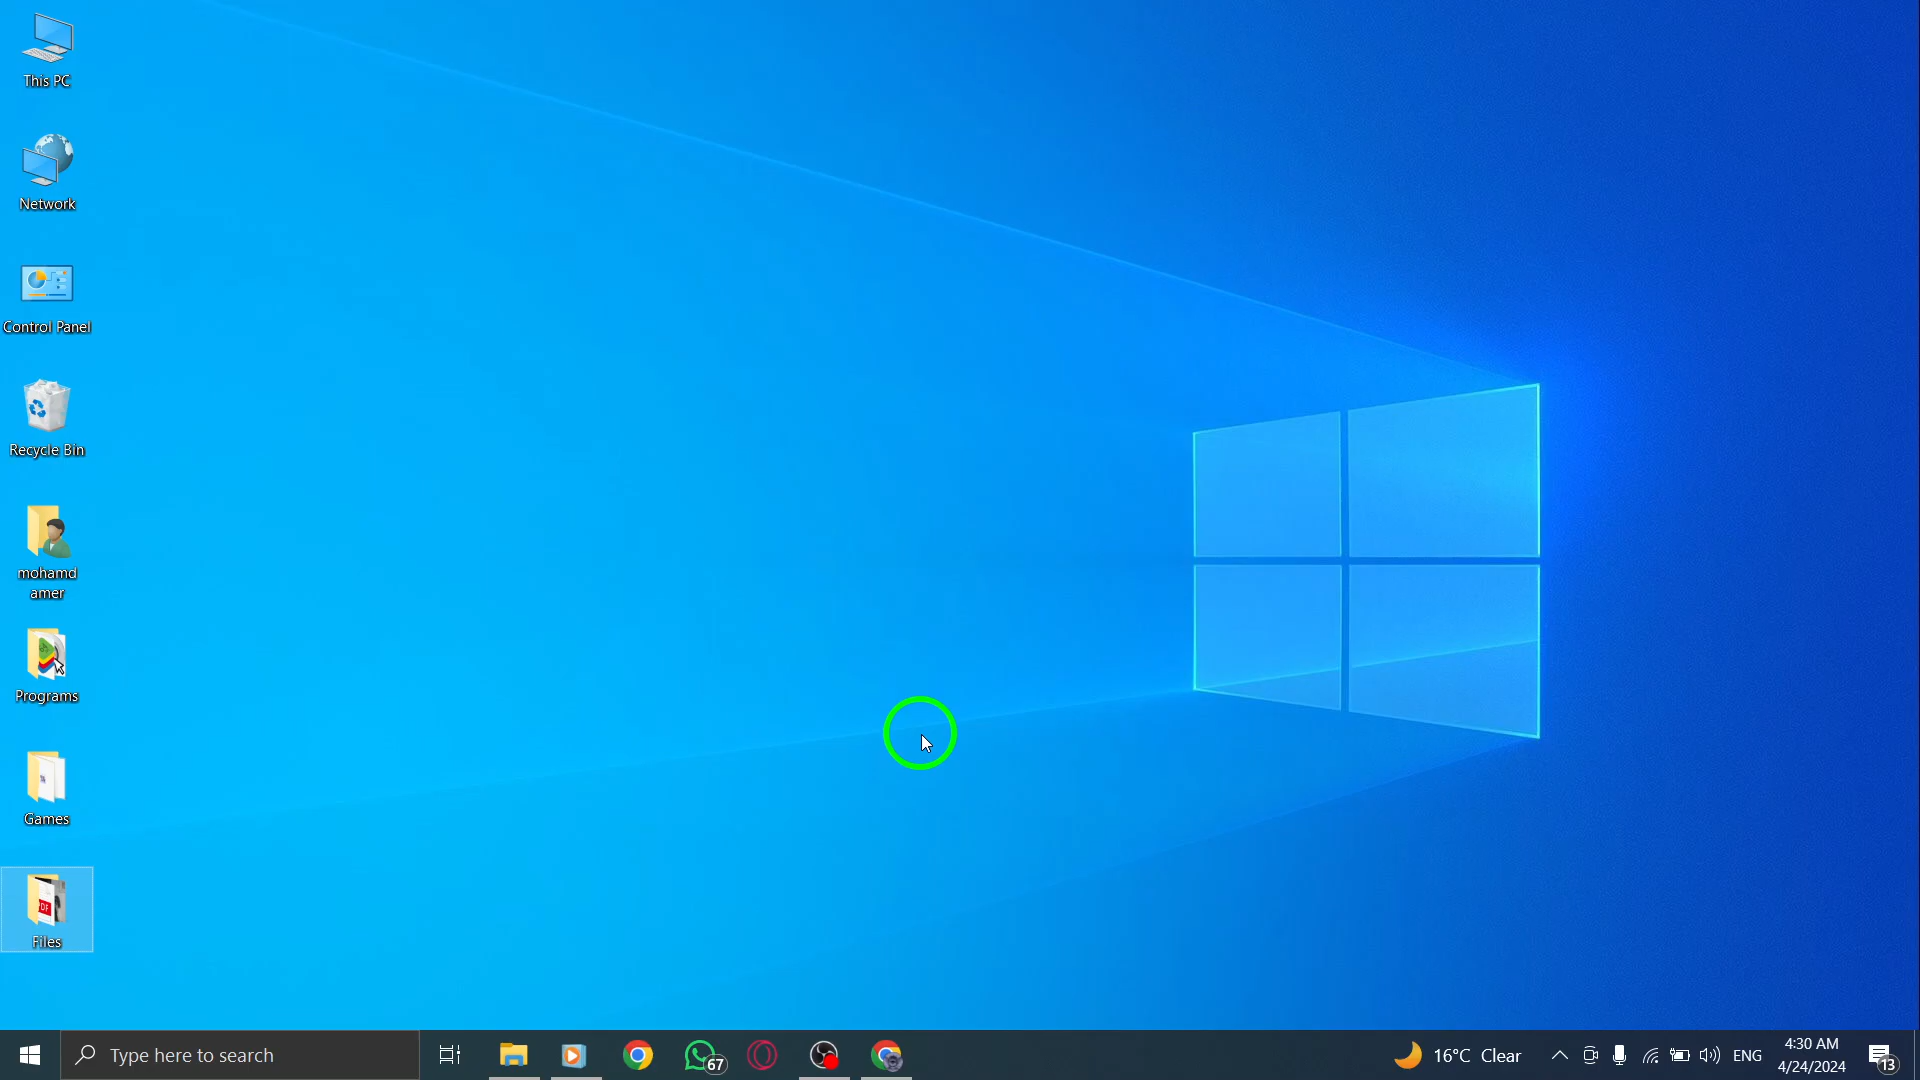 This PC
Network
Control Panel
Recycle Bin
mohamd
amer
Programs
Games
PDF
Files
Type here to search
67
16°C Clear
ENG
4:30 AM
4/24/2024
13